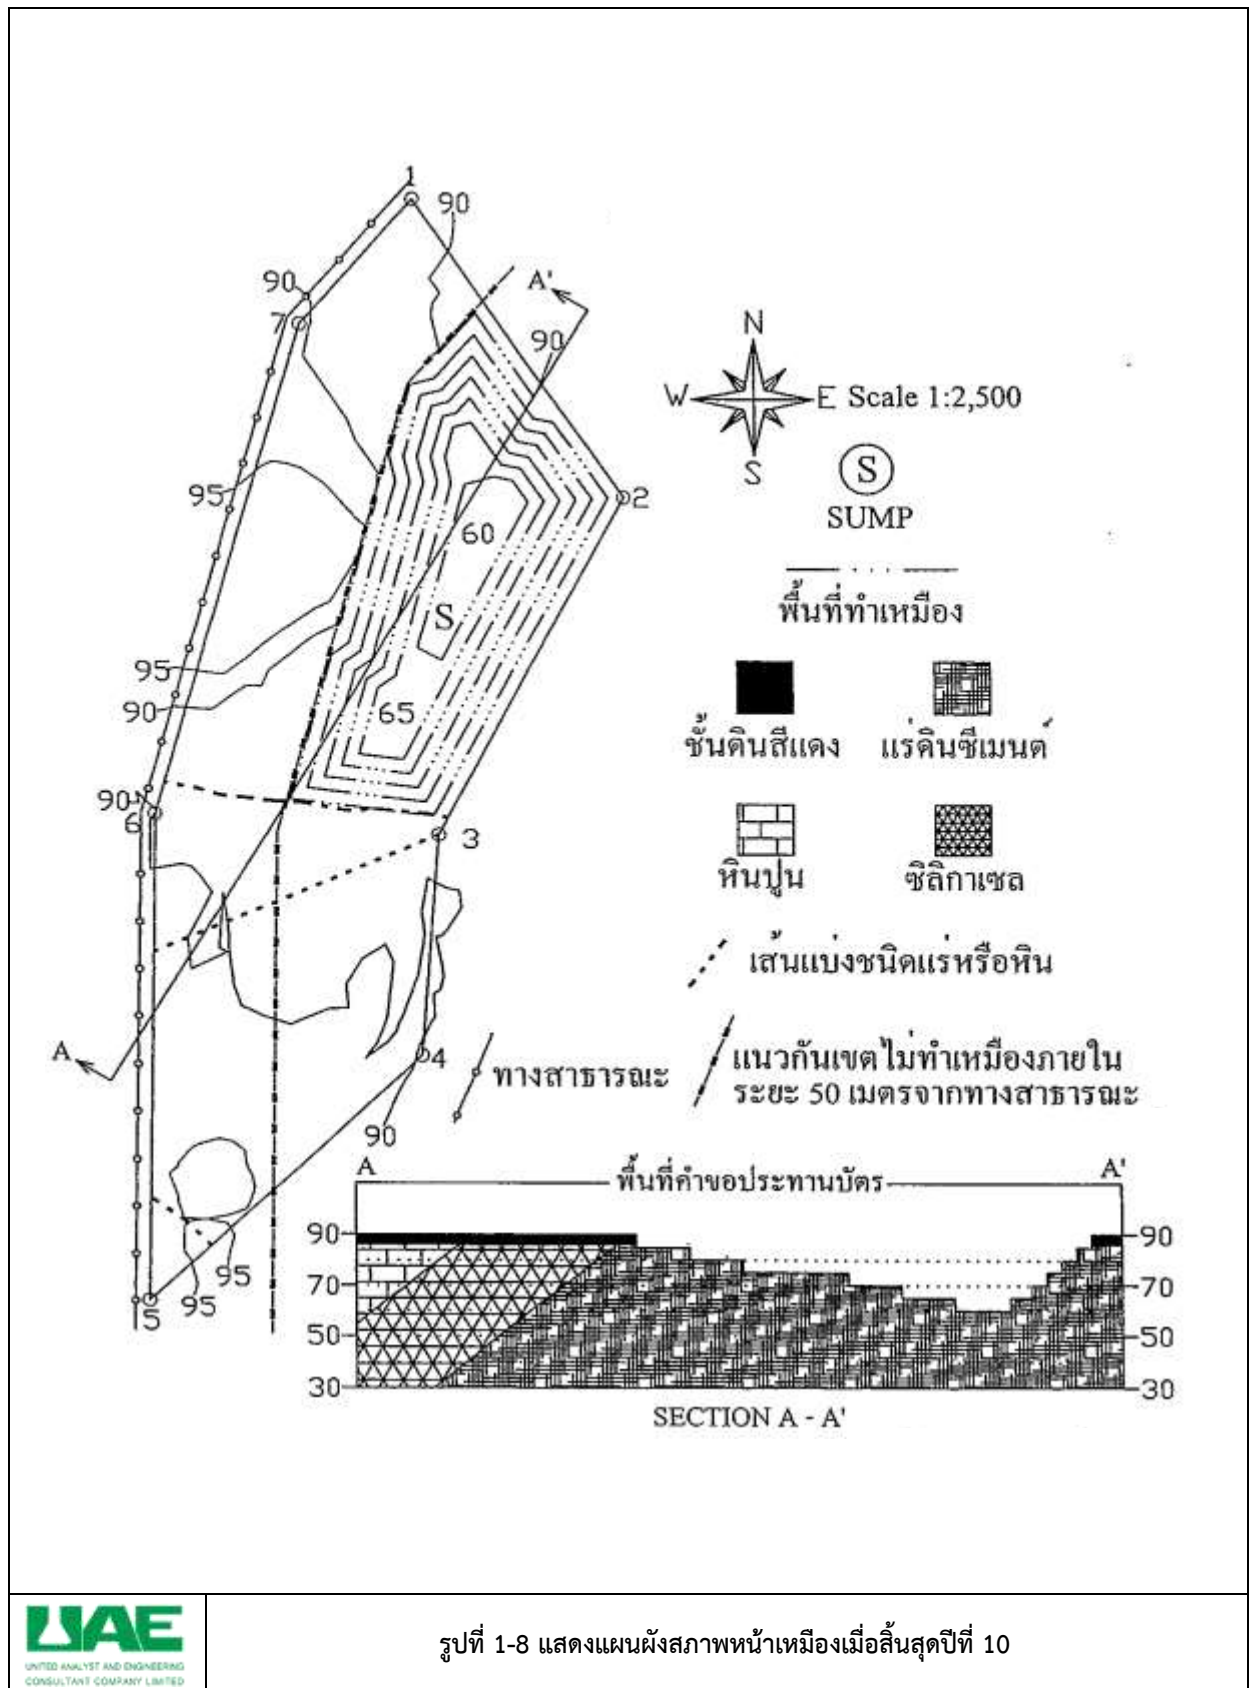 1
90
A'
90
7
90
N
W
E Scale 1:2,500
S
S
SUMP
95
2
60
พื้นที่ทำเหมือง
S
95
90
65
ชั้นดินสีแดง
แร่ดินซีเมนต์
90
6
3
หินปูน
ซิลิกาเซล
เส้นแบ่งชนิดแร่หรือหิน
A
4
ทางสาธารณะ
แนวกันเขตไม่ทำเหมืองภายใน
ระยะ 50 เมตรจากทางสาธารณะ
90
95
95
5
A
พื้นที่คำขอประทานบัตร
A'
90
90
70
70
50
50
30
30
SECTION A - A'
UAE
UNITED ANALYST AND ENGINEERING
CONSULTANT COMPANY LIMITED
รูปที่ 1-8 แสดงแผนผังสภาพหน้าเหมืองเมื่อสิ้นสุดปีที่ 10